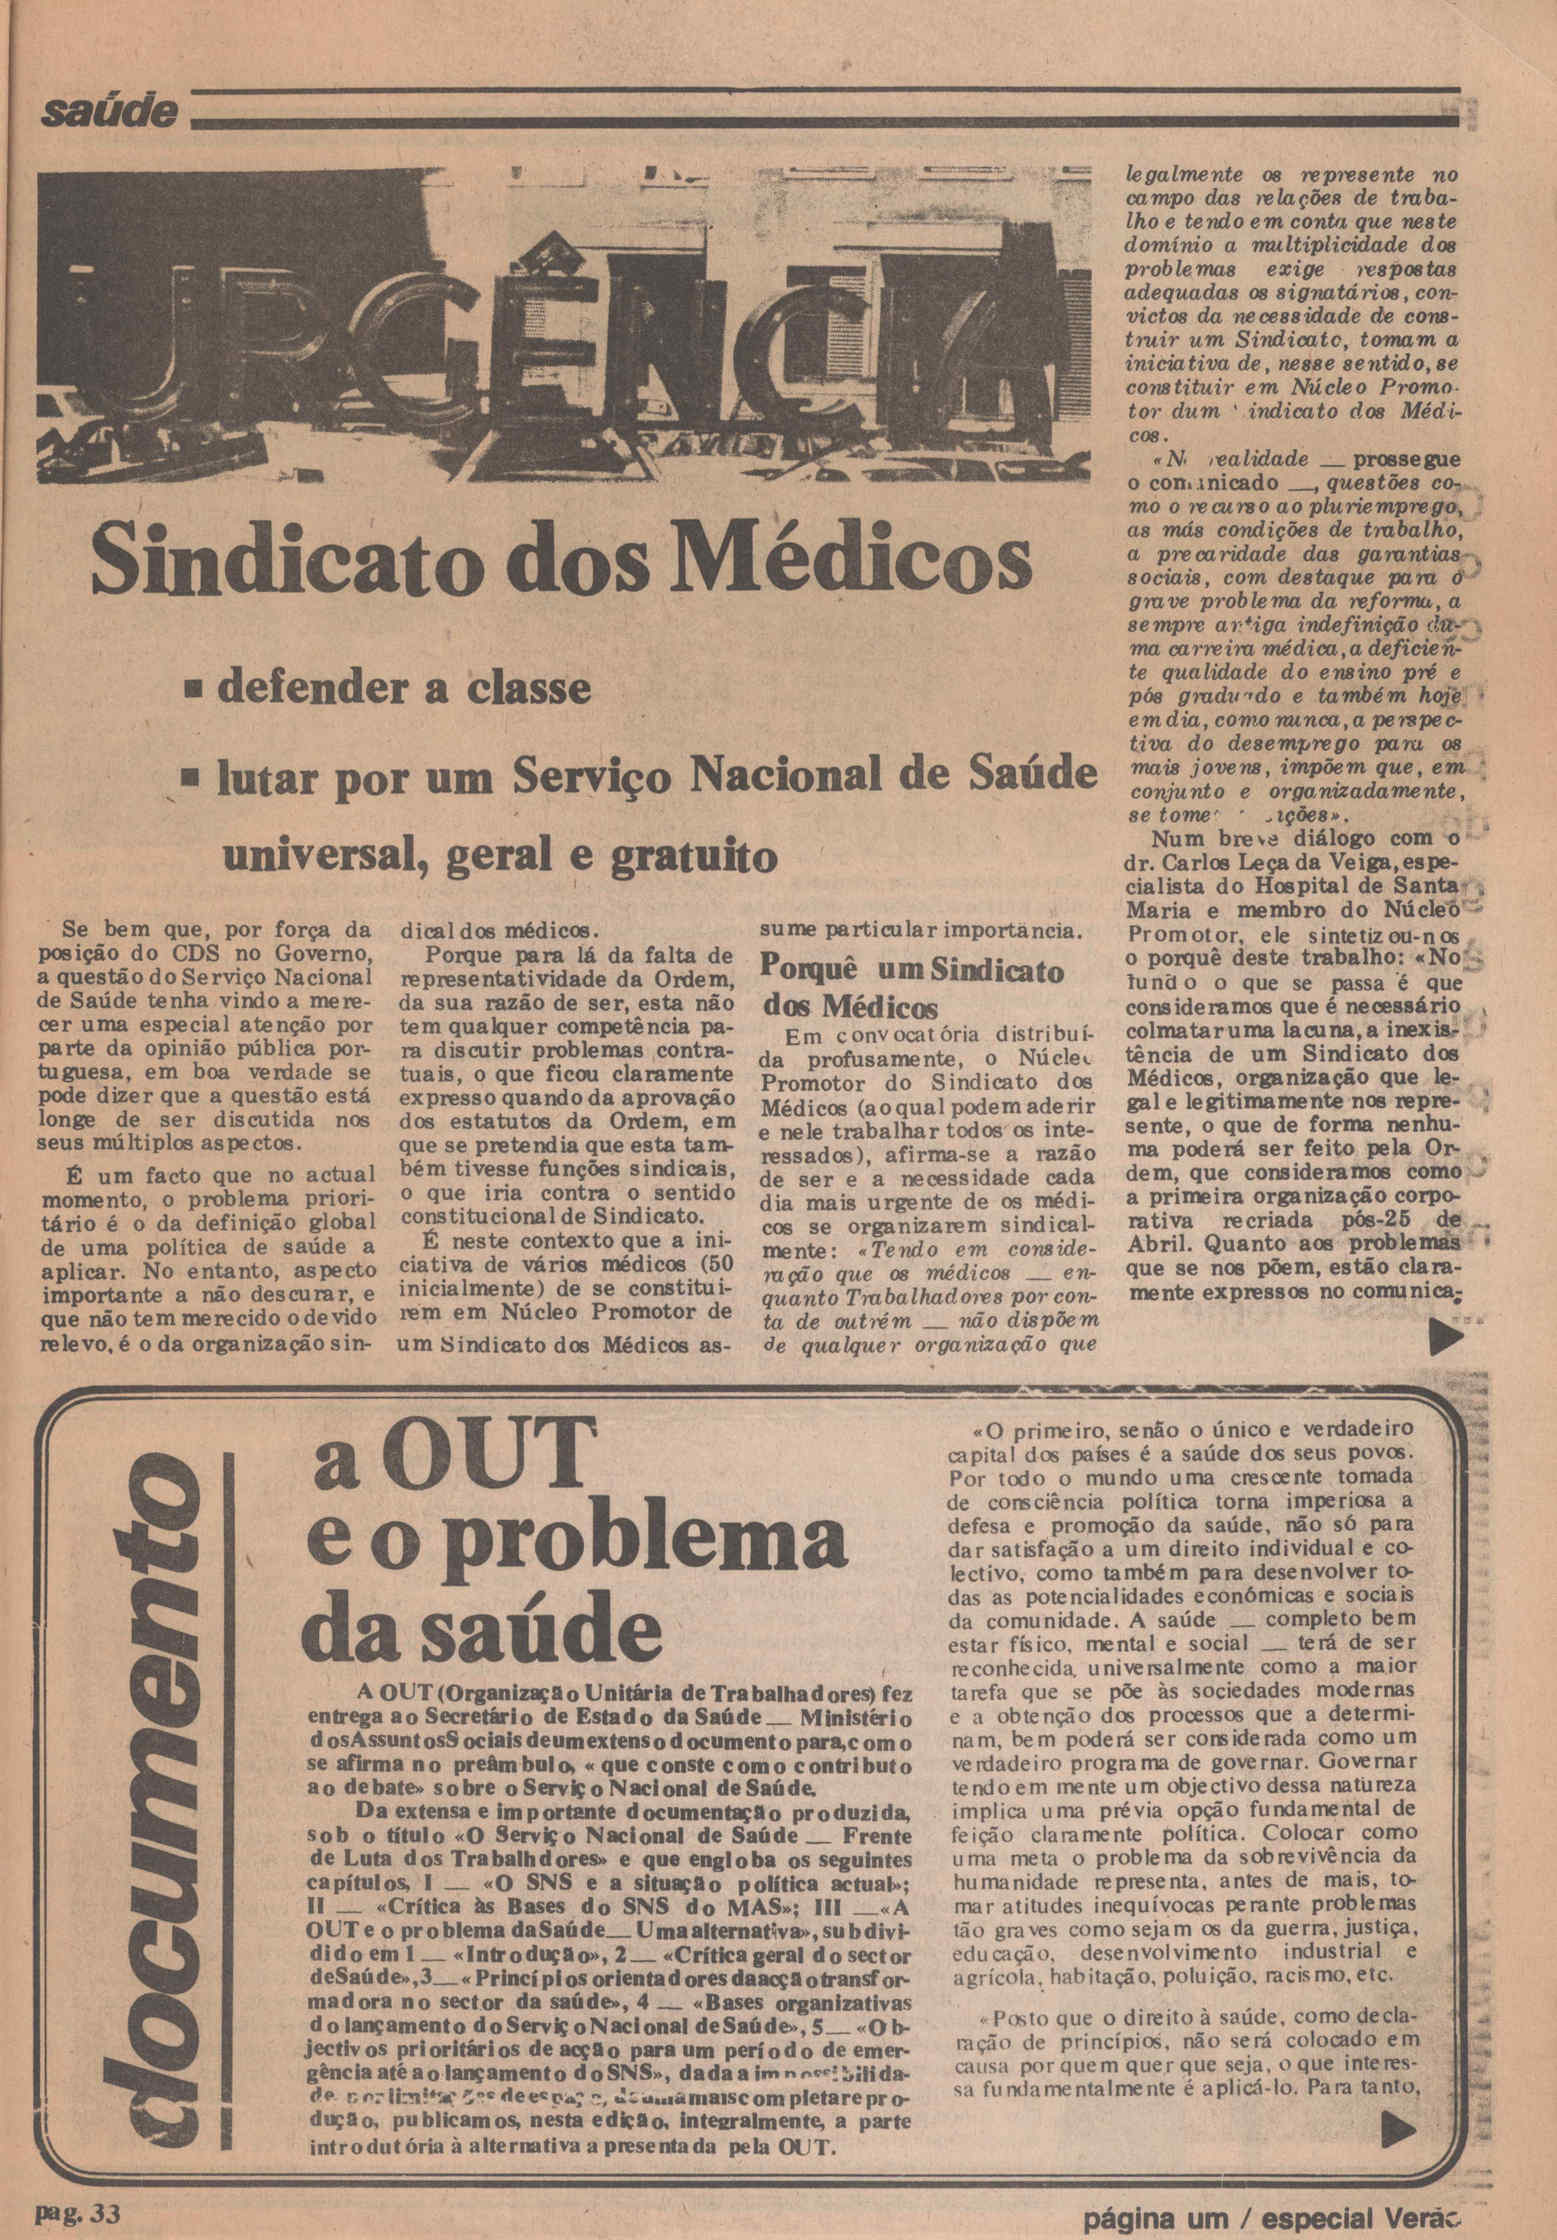 saúde
URGÊNCIA
Sindicato dos Médicos
▪ defender a classe
▪ lutar por um Serviço Nacional de Saúde
universal, geral e gratuito
Se bem que, por força da
posição do CDS no Governo,
a questão do Serviço Nacional
de Saúde tenha vindo a mere-
cer uma especial atenção por
parte da opinião pública por-
tuguesa, em boa verdade se
pode dizer que a questão está
longe de ser discutida nos
seus múltiplos aspectos.
É um facto que no actual
momento, o problema priori-
tário é o da definição global
de uma política de saúde a
aplicar. No entanto, aspecto
importante a não descurar, e
que não tem merecido o devido
relevo, é o da organização sin-
dical dos médicos.
Porque para lá da falta de
representatividade da Ordem,
da sua razão de ser, esta não
tem qualquer competência pa-
ra discutir problemas contra-
tuais, o que ficou claramente
expresso quando da aprovação
dos estatutos da Ordem, em
que se pretendia que esta tam-
bém tivesse funções sindicais,
o que iria contra o sentido
constitucional de Sindicato.
É neste contexto que a ini-
ciativa de vários médicos (50
inicialmente) de se constitui-
rem em Núcleo Promotor de
um Sindicato dos Médicos as-
sume particular importância.
Porquê um Sindicato
dos Médicos
Em convocatória distribuí-
da profusamente, o Núcleo
Promotor do Sindicato dos
Médicos (ao qual podem aderir
e nele trabalhar todos os inte-
ressados), afirma-se a razão
de ser e a necessidade cada
dia mais urgente de os médi-
cos se organizarem sindical-
mente: «Tendo em conside-
ração que os médicos — en-
quanto Trabalhadores por con-
ta de outrém — não dispõem
de qualquer organização que
legalmente os represente no
campo das relações de traba-
lho e tendo em conta que neste
domínio a multiplicidade dos
problemas exige respostas
adequadas os signatários, con-
victos da necessidade de cons-
truir um Sindicato, tomam a
iniciativa de, nesse sentido, se
constituir em Núcleo Promo-
tor dum indicato dos Médi-
cos.
«Na realidade — prossegue
o comunicado —, questões co-
mo o recurso ao pluriemprego,
as más condições de trabalho,
a precaridade das garantias
sociais, com destaque para o
grave problema da reforma, a
sempre antiga indefinição du-
ma carreira médica, a deficien-
te qualidade do ensino pré e
pós graduado e também hoje
em dia, como nunca, a perspec-
tiva do desemprego para os
mais jovens, impõem que, em
conjunto e organizadamente,
se tome
Num breve diálogo com o
dr. Carlos Leça da Veiga, espe-
cialista do Hospital de Santa
Maria e membro do Núcleo
Promotor, ele sintetizou-nos
o porquê deste trabalho: «No
fundo o que se passa é que
consideramos que é necessário
colmatar uma lacuna, a inexis-
tência de um Sindicato dos
Médicos, organização que le-
gal e legitimamente nos repre-
sente, o que de forma nenhu-
ma poderá ser feito pela Or-
dem, que consideramos como
a primeira organização corpo-
rativa recriada pós-25 de
Abril. Quanto aos problemas
que se nos põem, estão clara-
mente expressos no comunica-
documento
a OUT
e o problema
da saúde
A OUT (Organização Unitária de Trabalhadores) fez
entrega ao Secretário de Estado da Saúde — Ministério
dos Assuntos Sociais de um extenso documento para, como
se afirma no preâmbulo, «que conste como contributo
ao debate» sobre o Serviço Nacional de Saúde.
Da extensa e importante documentação produzida,
sob o título «O Serviço Nacional de Saúde — Frente
de Luta dos Trabalhdores» e que engloba os seguintes
capítulos, I — «O SNS e a situação política actual»;
II — «Crítica às Bases do SNS do MAS»; III — «A
OUT e o problema da Saúde — Uma alternativa», subdivi-
dido em 1 — «Introdução», 2 — «Crítica geral do sector
de Saúde», 3 — «Princípios orientadores da acção transfor-
madora no sector da saúde», 4 — «Bases organizativas
do lançamento do Serviço Nacional de Saúde», 5 — «Ob-
jectivos prioritários de acção para um período de emer-
gência até ao lançamento do SNS», dada a impossibilida-
de, por limitações de espaço, de uma mais completa repro-
dução, publicamos, nesta edição, integralmente, a parte
introdutória à alternativa apresentada pela OUT.
«O primeiro, senão o único e verdadeiro
capital dos países é a saúde dos seus povos.
Por todo o mundo uma crescente tomada
de consciência política torna imperiosa a
defesa e promoção da saúde, não só para
dar satisfação a um direito individual e co-
lectivo, como também para desenvolver to-
das as potencialidades económicas e sociais
da comunidade. A saúde — completo bem
estar físico, mental e social — terá de ser
reconhecida, universalmente como a maior
tarefa que se põe às sociedades modernas
e a obtenção dos processos que a determi-
nam, bem poderá ser considerada como um
verdadeiro programa de governar. Governar
tendo em mente um objectivo dessa natureza
implica uma prévia opção fundamental de
feição claramente política. Colocar como
uma meta o problema da sobrevivência da
humanidade representa, antes de mais, to-
mar atitudes inequívocas perante problemas
tão graves como sejam os da guerra, justiça,
educação, desenvolvimento industrial e
agrícola, habitação, poluição, racismo, etc.
«Posto que o direito à saúde, como decla-
ração de princípios, não será colocado em
causa por quem quer que seja, o que interes-
sa fundamentalmente é aplicá-lo. Para tanto,
pag. 33
página um / especial Verão